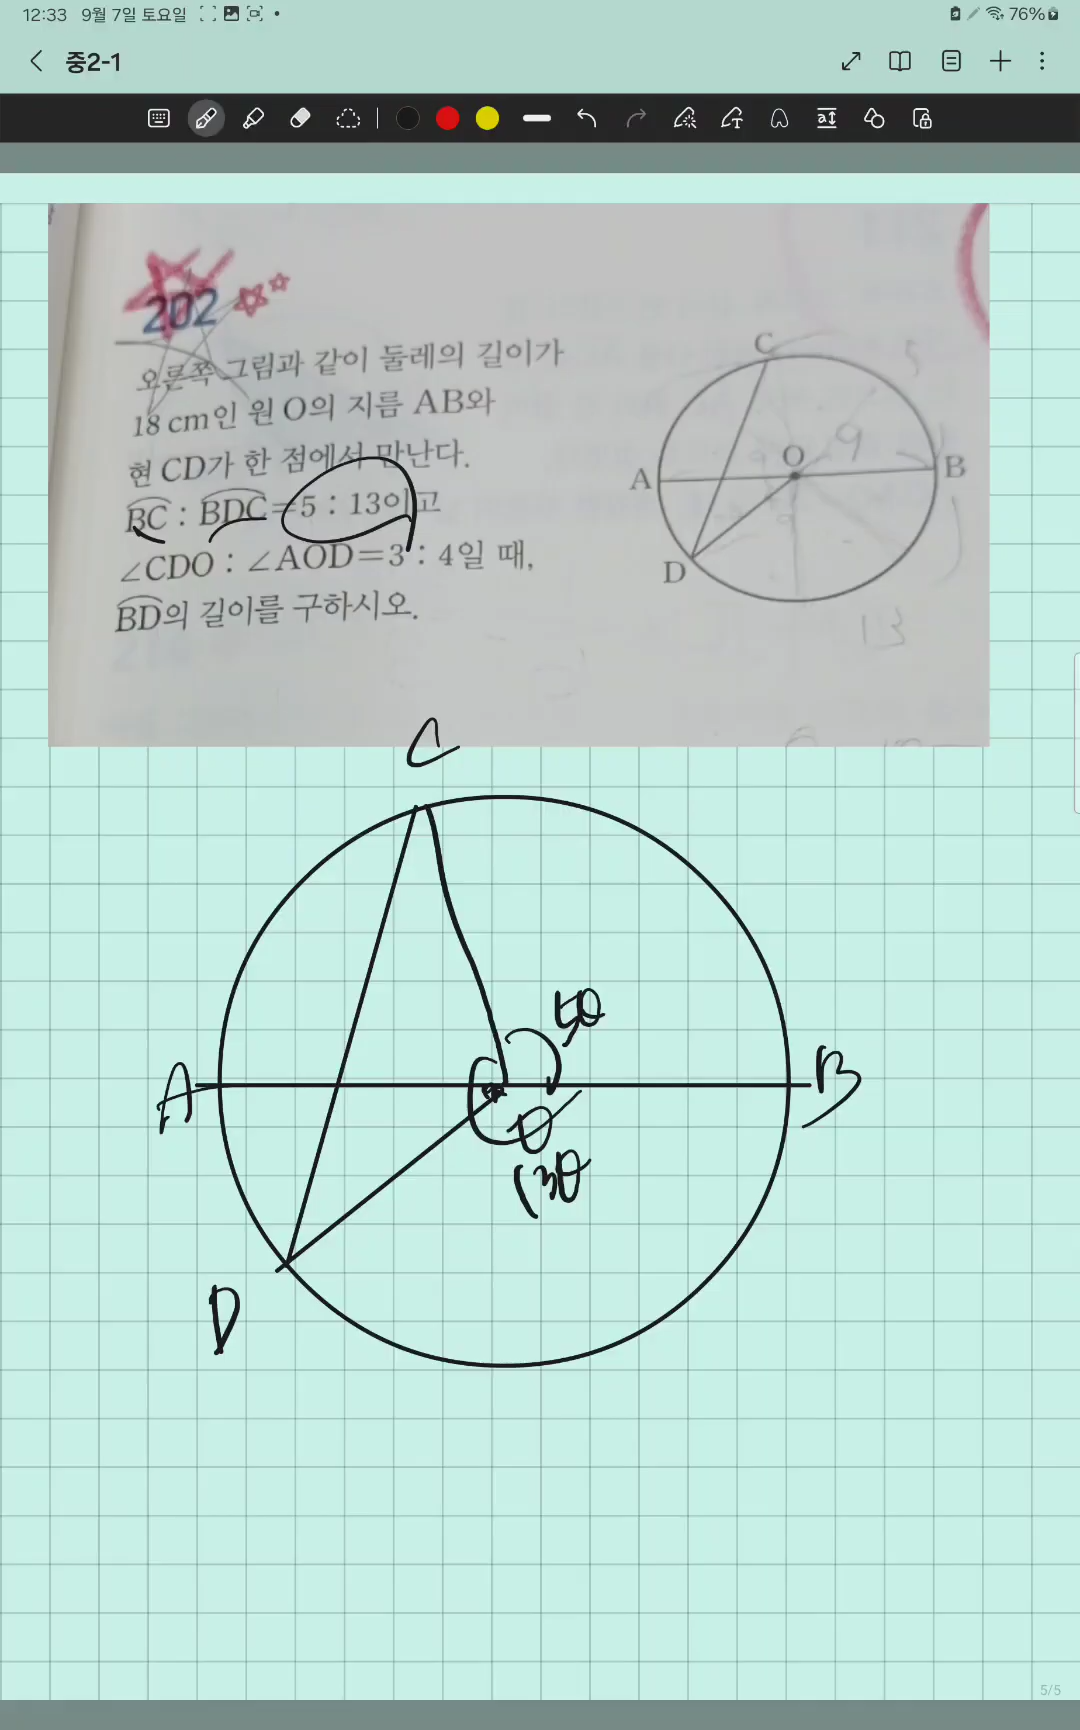 12:33 9월 7일 토요일
76%
중2-1
202
오른쪽 그림과 같이 둘레의 길이가
18 cm인 원 O의 지름 AB와
현 CD가 한 점에서 만난다.
BC : BDC=5 : 13이고
∠CDO : ∠AOD=3 : 4일 때,
BD의 길이를 구하시오.
C
A
O
9
B
D
5
13
C
5θ
A
B
13θ
D
5/5